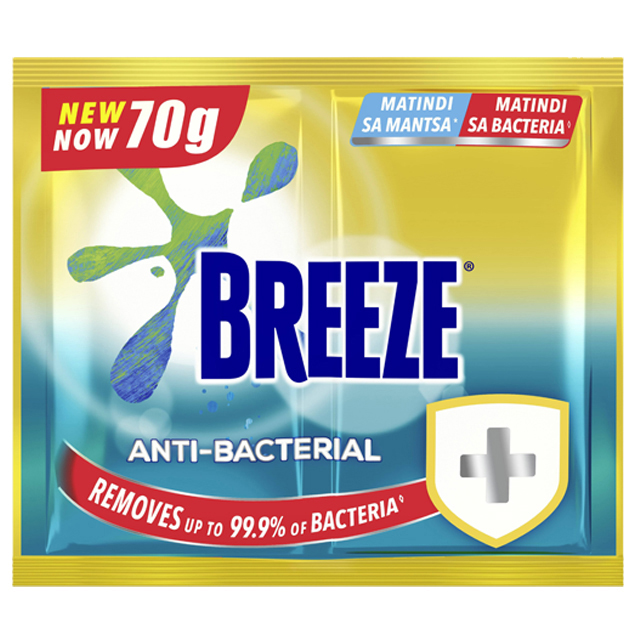 NEW
NOW 70g
MATINDI
SA MANTSA*
MATINDI
SA BACTERIA◊
BREEZE®
ANTI-BACTERIAL
REMOVES UP TO 99.9% OF BACTERIA◊